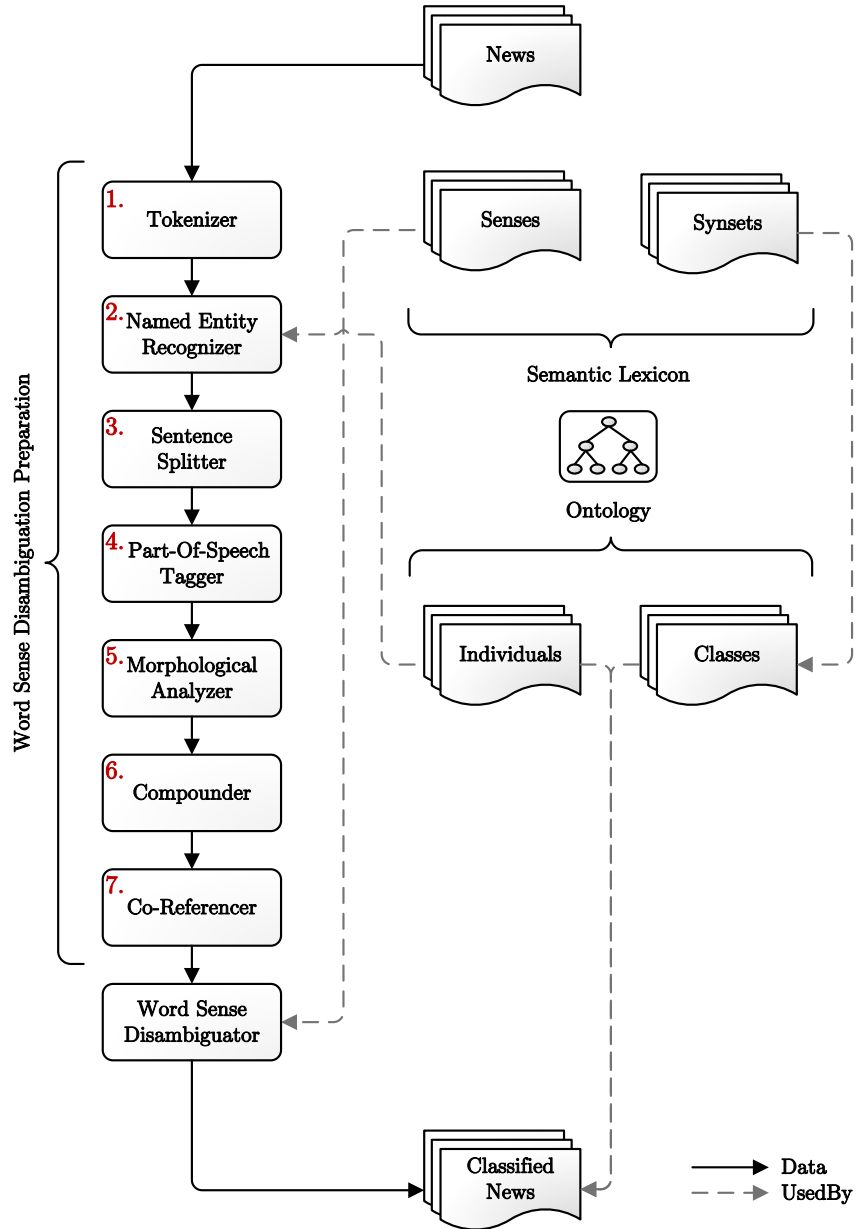 News
Word Sense Disambiguation Preparation
1.
Tokenizer
2.
Named Entity
Recognizer
3.
Sentence
Splitter
4.
Part-Of-Speech
Tagger
5.
Morphological
Analyzer
6.
Compounder
7.
Co-Referencer
Word Sense
Disambiguator
Senses
Synsets
Semantic Lexicon
Ontology
Individuals
Classes
Classified
News
Data
UsedBy